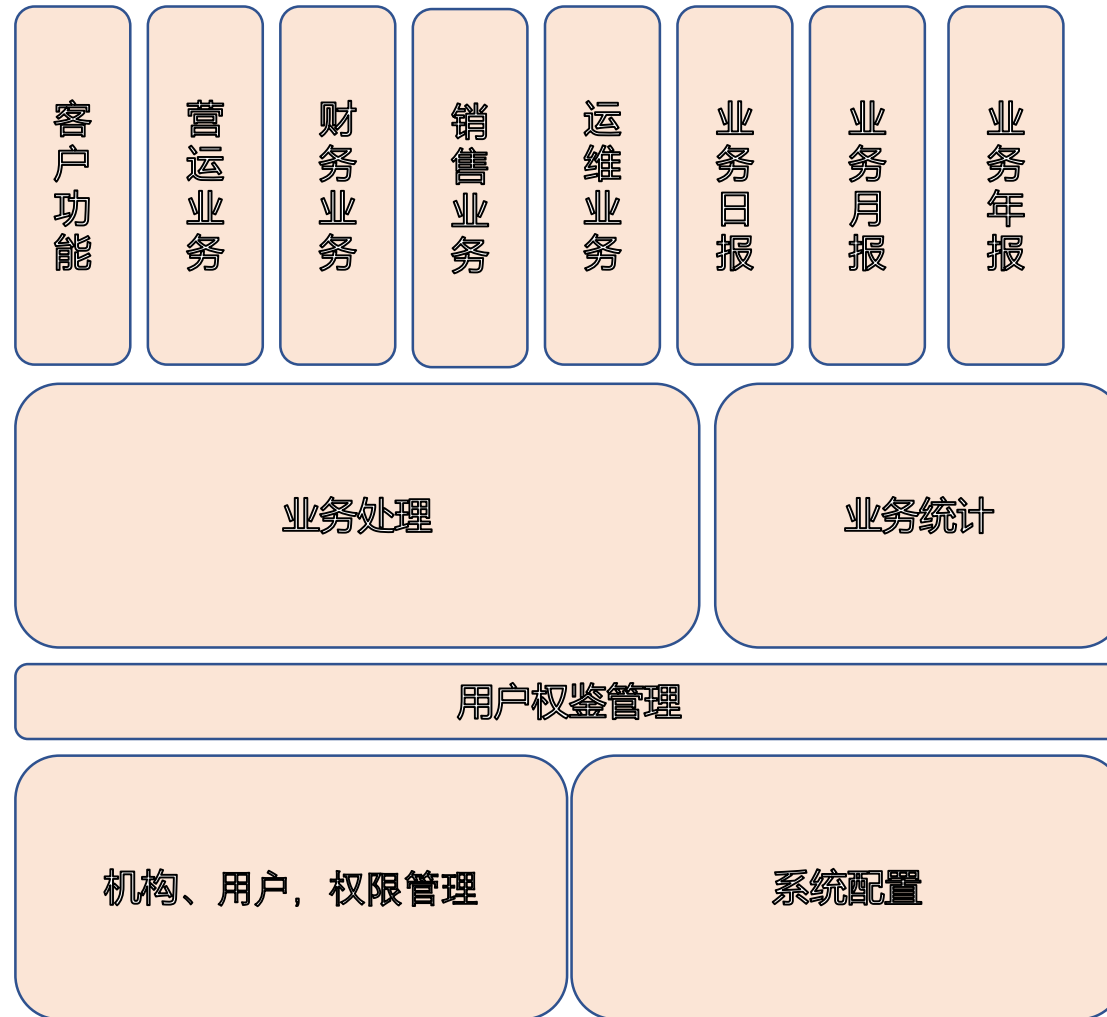 客户功能
营运业务
财务业务
销售业务
运维业务
业务日报
业务月报
业务年报
业务处理
业务统计
用户权鉴管理
机构、用户，权限管理
系统配置